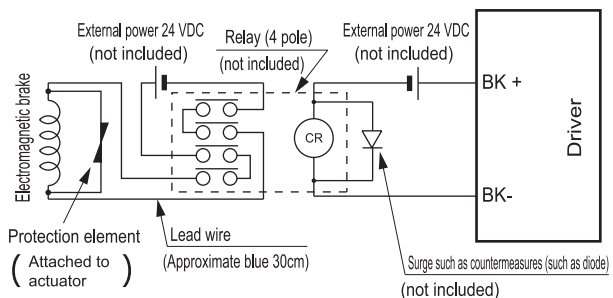 External power 24 VDC
(not included)
Relay (4 pole)
(not included)
External power 24 VDC
(not included)
Electromagnetic brake
CR
BK +
BK-
Driver
Protection element
( Attached to
actuator )
Lead wire
(Approximate blue 30cm)
Surge such as countermeasures (such as diode)
(not included)